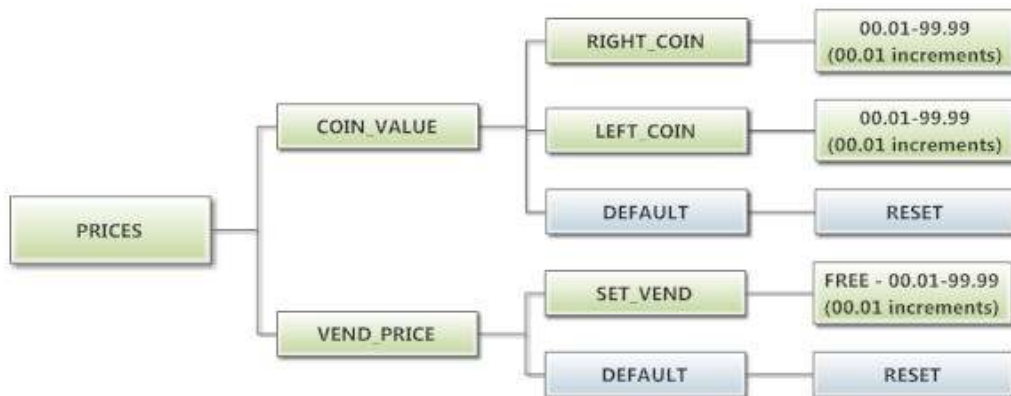 PRICES
COIN_VALUE
RIGHT_COIN
00.01-99.99
(00.01 increments)
LEFT_COIN
00.01-99.99
(00.01 increments)
DEFAULT
RESET
VEND_PRICE
SET_VEND
FREE - 00.01-99.99
(00.01 increments)
DEFAULT
RESET